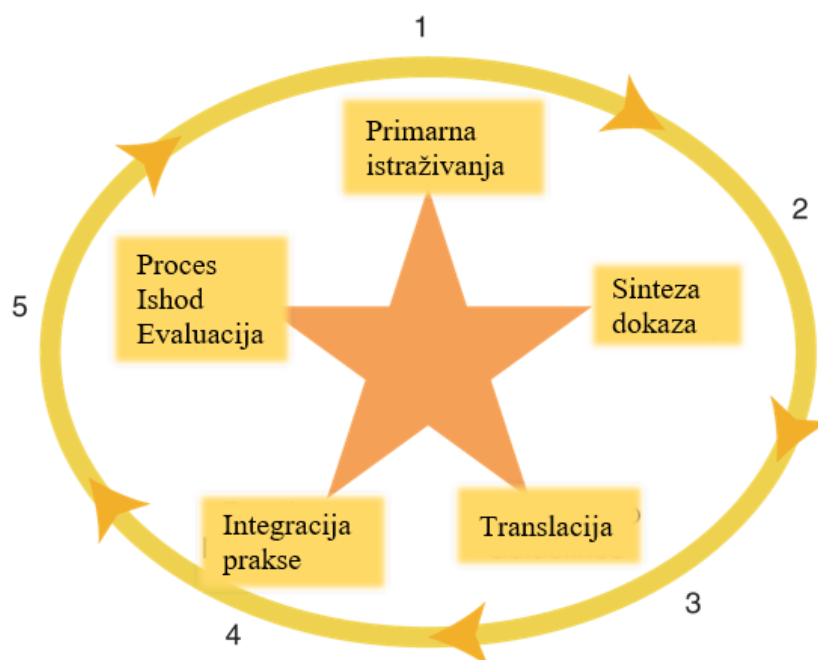 1
Primarna
istraživanja
2
Sinteza
dokaza
3
Translacija
4
Integracija
prakse
5
Proces
Ishod
Evaluacija